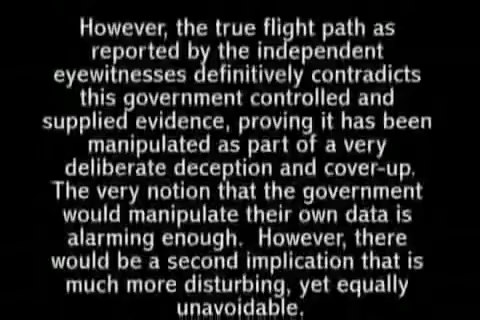 However, the true flight path as
reported by the independent
eyewitnesses definitively contradicts
this government controlled and
supplied evidence, proving it has been
manipulated as part of a very
deliberate deception and cover-up.
The very notion that the government
would manipulate their own data is
alarming enough.  However, there
would be a second implication that is
much more disturbing, yet equally
unavoidable.